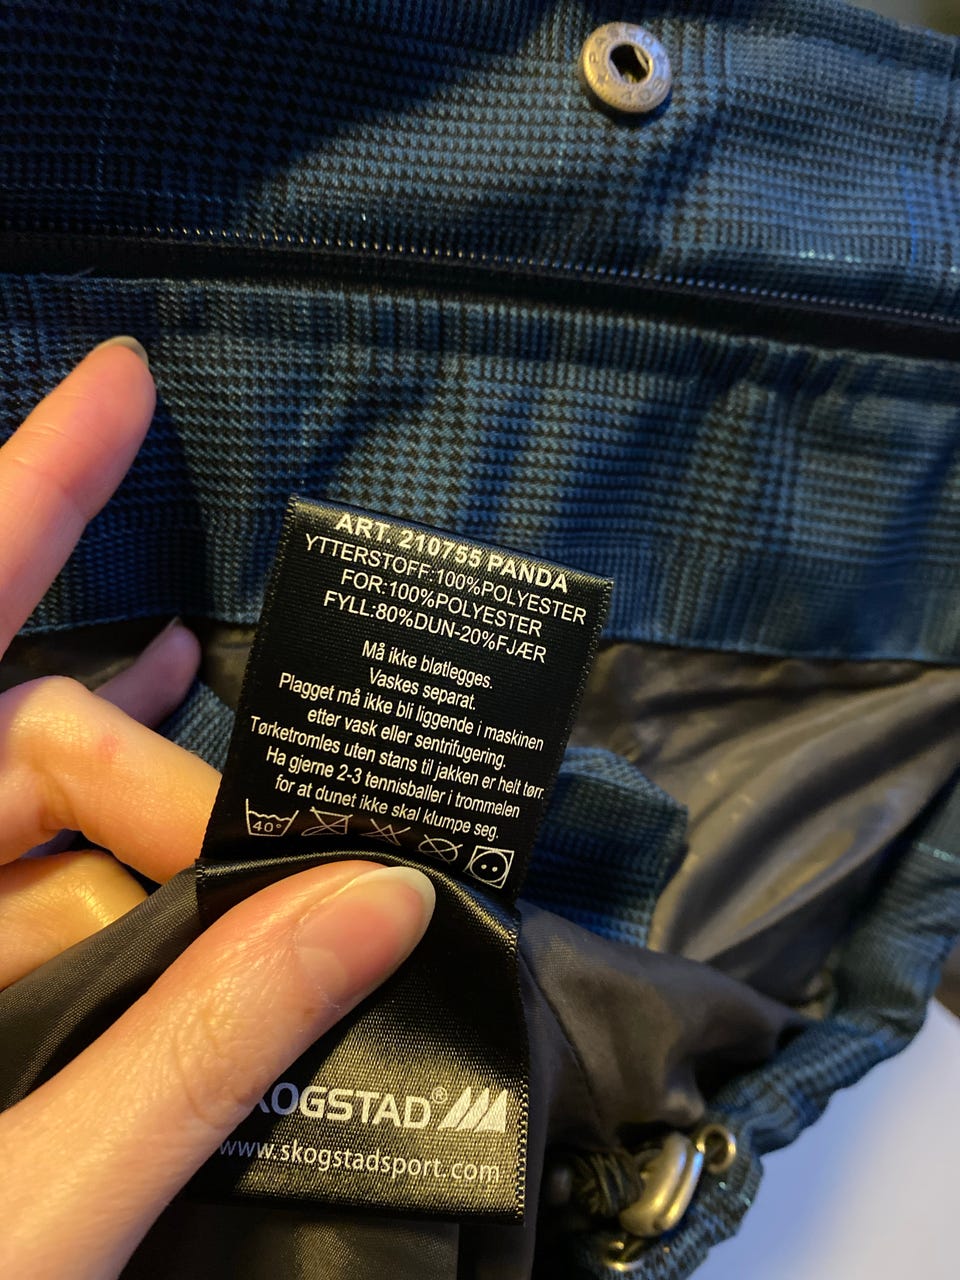 ART. 210755 PANDA
YTTERSTOFF:100%POLYESTER
FOR:100%POLYESTER
FYLL:80%DUN-20%FJÆR
Må ikke bløtlegges.
Vaskes separat.
Plagget må ikke bli liggende i maskinen
etter vask eller sentrifugering.
Tørketromles uten stans til jakken er helt tørr.
Ha gjerne 2-3 tennisballer i trommelen
for at dunet ikke skal klumpe seg.
40°
KOGSTAD®
www.skogstadsport.com